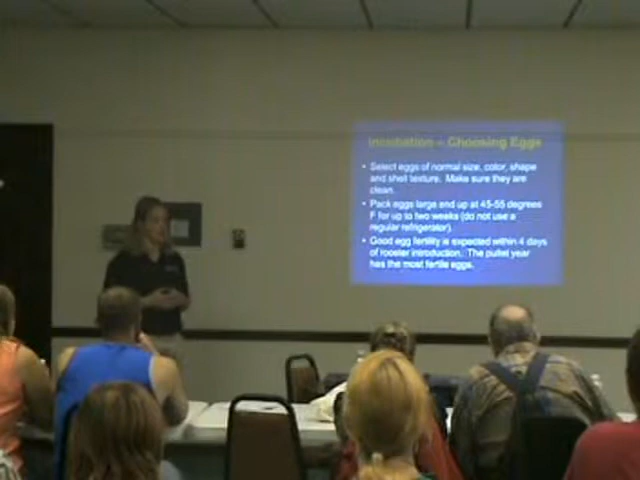 Incubation – Choosing Eggs
• Select eggs of normal size, color, shape
and shell texture. Make sure they are
clean.
• Pack eggs large end up at 45-55 degrees
F for up to two weeks (do not use a
regular refrigerator).
• Good egg fertility is expected within 4 days
of rooster introduction. The pullet year
has the most fertile eggs.